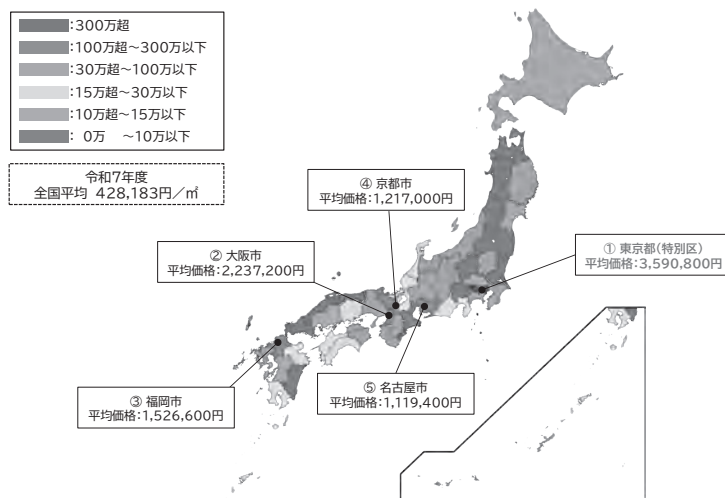 :300万超
:100万超～300万以下
:30万超～100万以下
:15万超～30万以下
:10万超～15万以下
: 0万　～10万以下
令和7年度
全国平均 428,183円／㎡
④ 京都市
平均価格:1,217,000円
② 大阪市
平均価格:2,237,200円
① 東京都(特別区)
平均価格:3,590,800円
③ 福岡市
平均価格:1,526,600円
⑤ 名古屋市
平均価格:1,119,400円